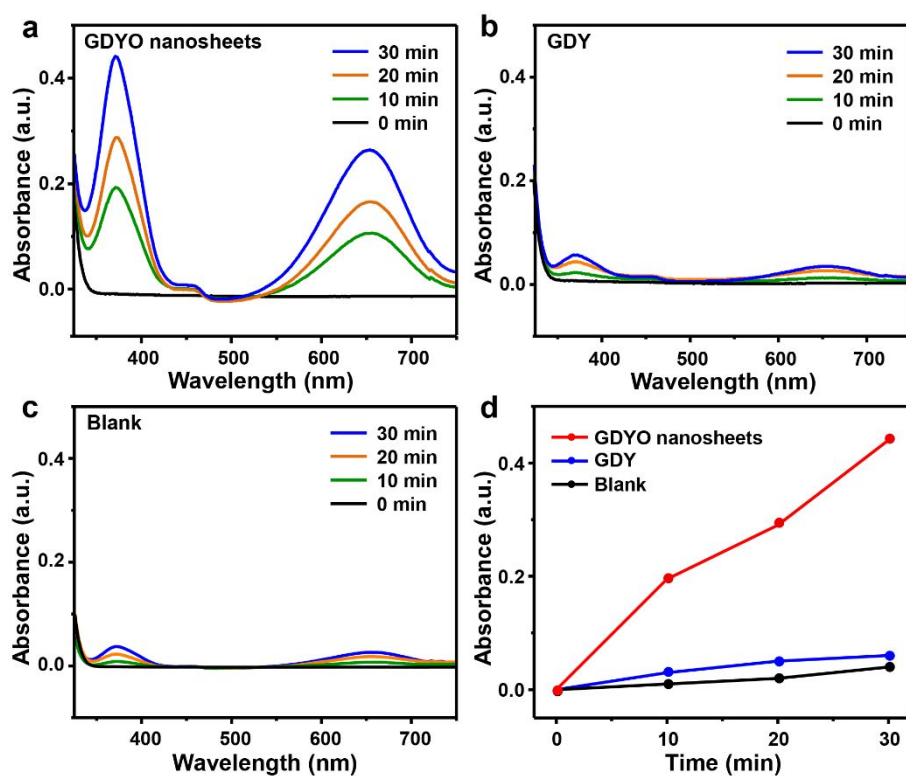 a
GDYO nanosheets
30 min
20 min
10 min
0 min
0.4
0.2
0.0
Absorbance (a.u.)
400 500 600 700
Wavelength (nm)
b
GDY
30 min
20 min
10 min
0 min
0.4
0.2
0.0
Absorbance (a.u.)
400 500 600 700
Wavelength (nm)
c
Blank
30 min
20 min
10 min
0 min
0.4
0.2
0.0
Absorbance (a.u.)
400 500 600 700
Wavelength (nm)
d
GDYO nanosheets
GDY
Blank
0.4
0.2
0.0
Absorbance (a.u.)
0 10 20 30
Time (min)